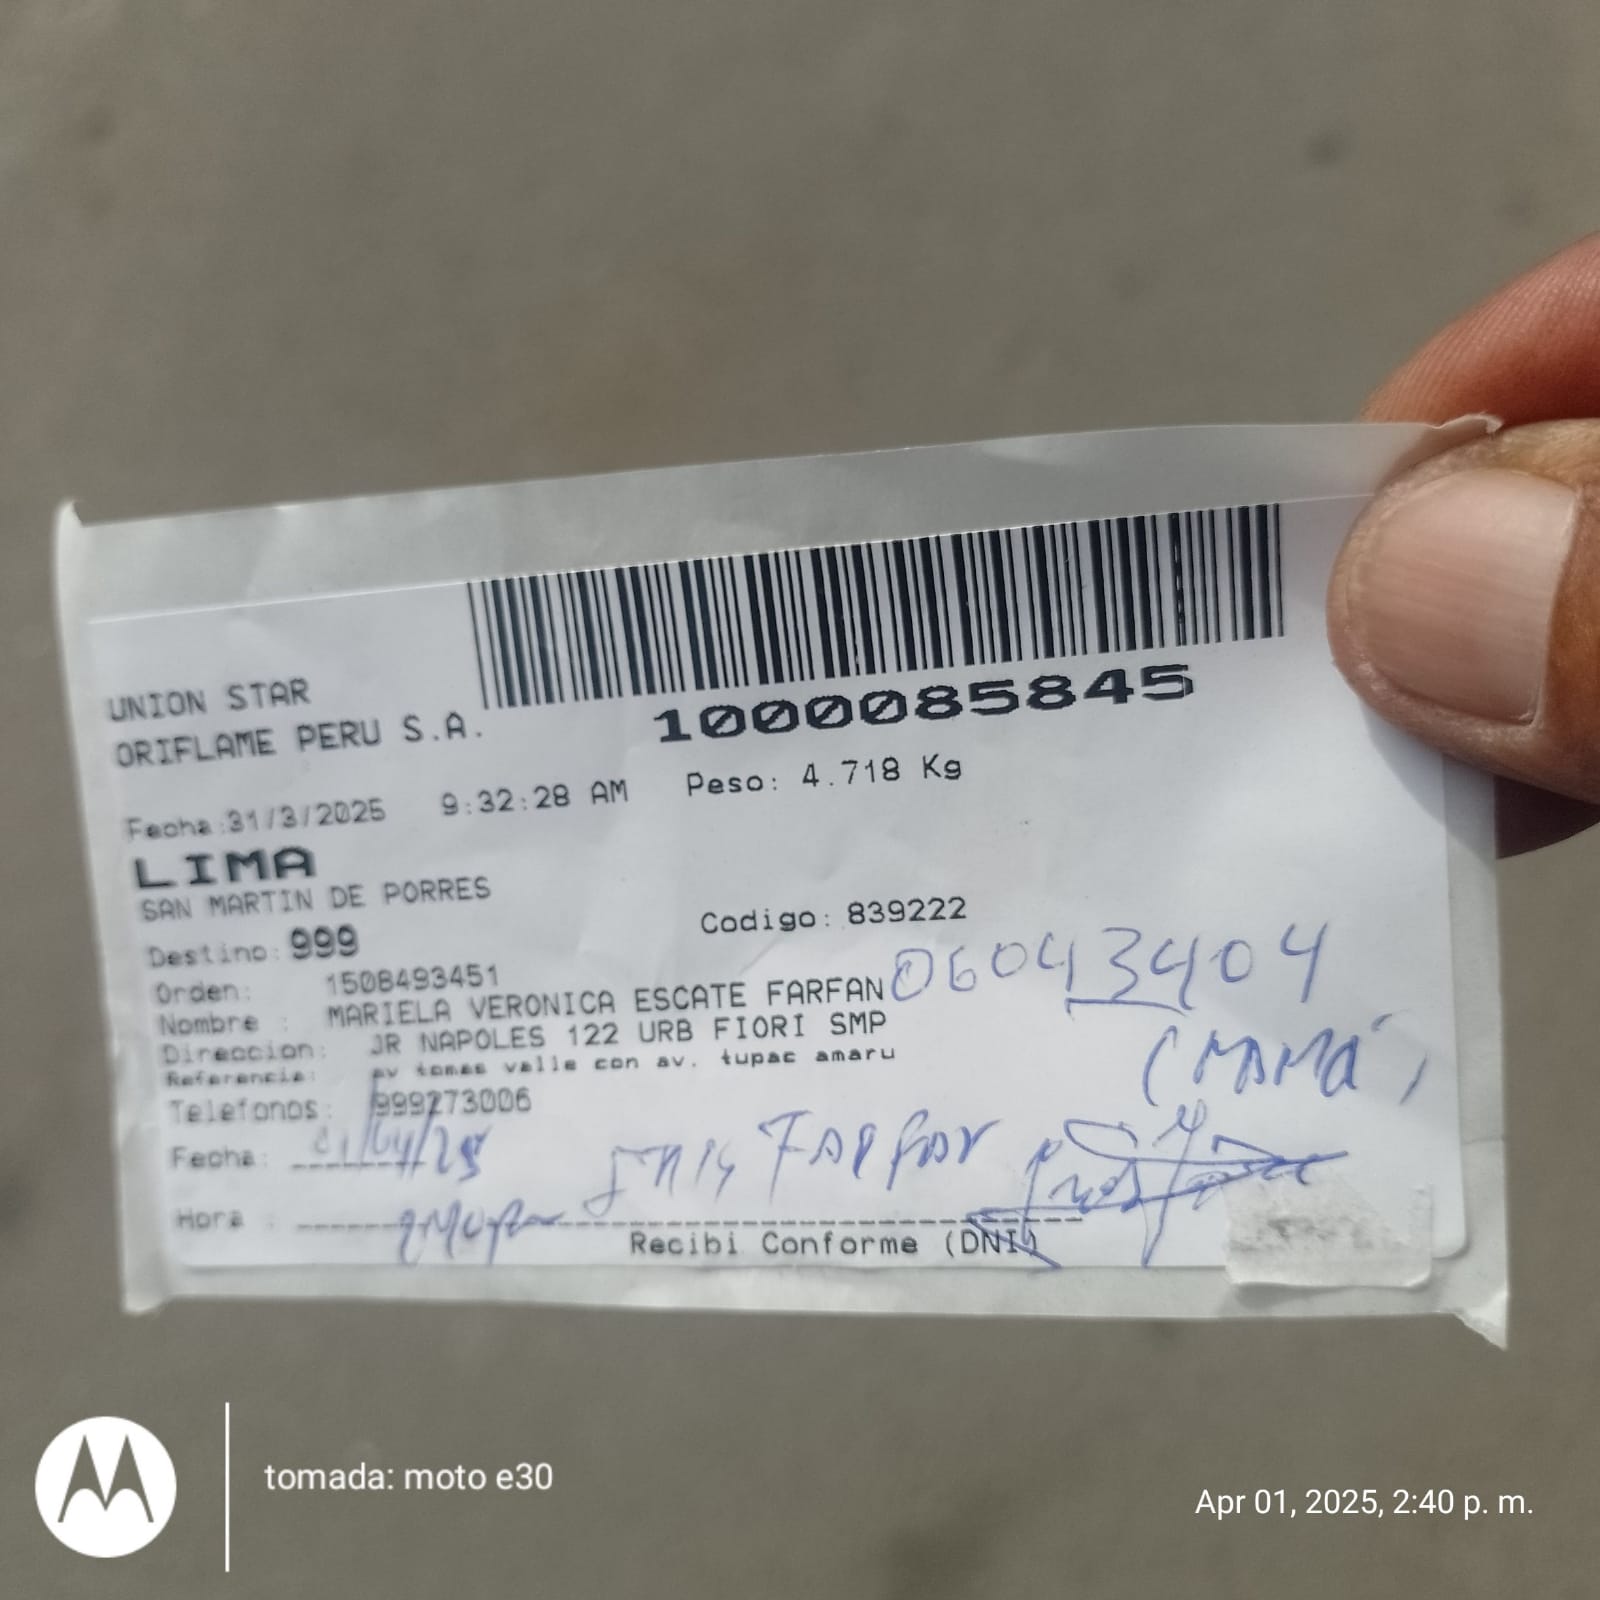 UNION STAR
ORIFLAME PERU S.A.
1000085845
Fecha:31/3/2025 9:32:28 AM Peso: 4.718 Kg
LIMA
SAN MARTIN DE PORRES
Codigo: 839222
Destino: 999
06043404
Orden: 1508493451
Nombre : MARIELA VERONICA ESCATE FARFAN
Direccion: JR NAPOLES 122 URB FIORI SMP
(MAMÁ)
Referencia: av tomas valle con av. tupac amaru
Telefonos: 999273006
Fecha: 01/04/25
FARFAN
Hora :
Recibi Conforme (DNI)
tomada: moto e30
Apr 01, 2025, 2:40 p. m.